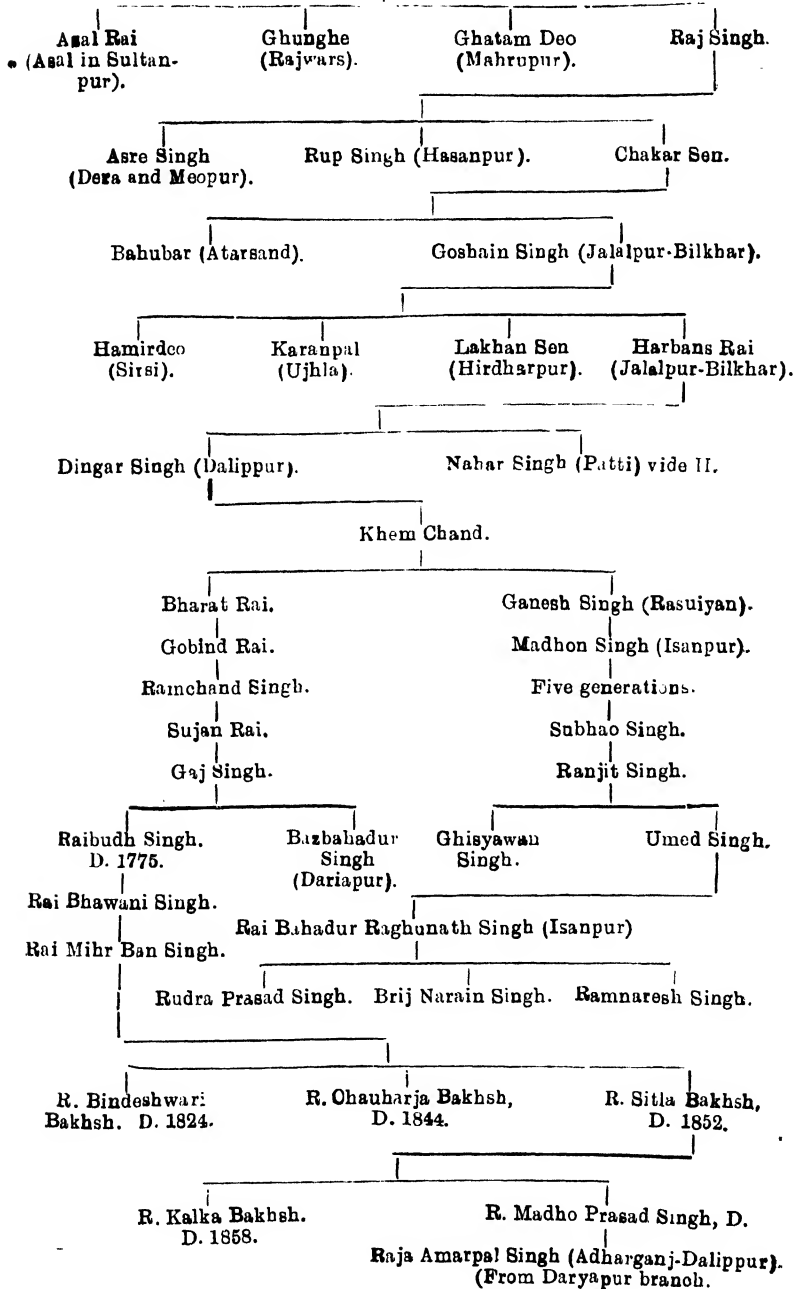 Asal Rai Ghunghe Ghatam Deo Raj Singh.
(Asal in Sultan- (Rajwars). (Mahrupur).
pur).
Asre Singh Rup Singh (Hasanpur). Chakar Sen.
(Dera and Meopur).
Bahubar (Atarsand). Goshain Singh (Jalalpur-Bilkhar).
Hamirdeo Karanpal Lakhan Sen Harbans Rai
(Sirsi). (Ujhla). (Hirdharpur). (Jalalpur-Bilkhar).
Dingar Singh (Dalippur). Nahar Singh (Patti) vide II.
Khem Chand.
Bharat Rai. Ganesh Singh (Rasuiyan).
Gobind Rai. Madhon Singh (Isanpur).
Ramchand Singh. Five generations.
Sujan Rai. Subhao Singh.
Gaj Singh. Ranjit Singh.
Raibudh Singh. Bazbahadur Ghisyawan Umed Singh.
D. 1775. Singh Singh.
(Dariapur).
Rai Bhawani Singh.
Rai Bahadur Raghunath Singh (Isanpur)
Rai Mihr Ban Singh.
Rudra Prasad Singh. Brij Narain Singh. Ramnaresh Singh.
R. Bindeshwari R. Chauharja Bakhsh, R. Sitla Bakhsh,
Bakhsh. D. 1824. D. 1844. D. 1852.
R. Kalka Bakhsh. R. Madho Prasad Singh, D.
D. 1858.
Raja Amarpal Singh (Adharganj-Dalippur).
(From Daryapur branch.